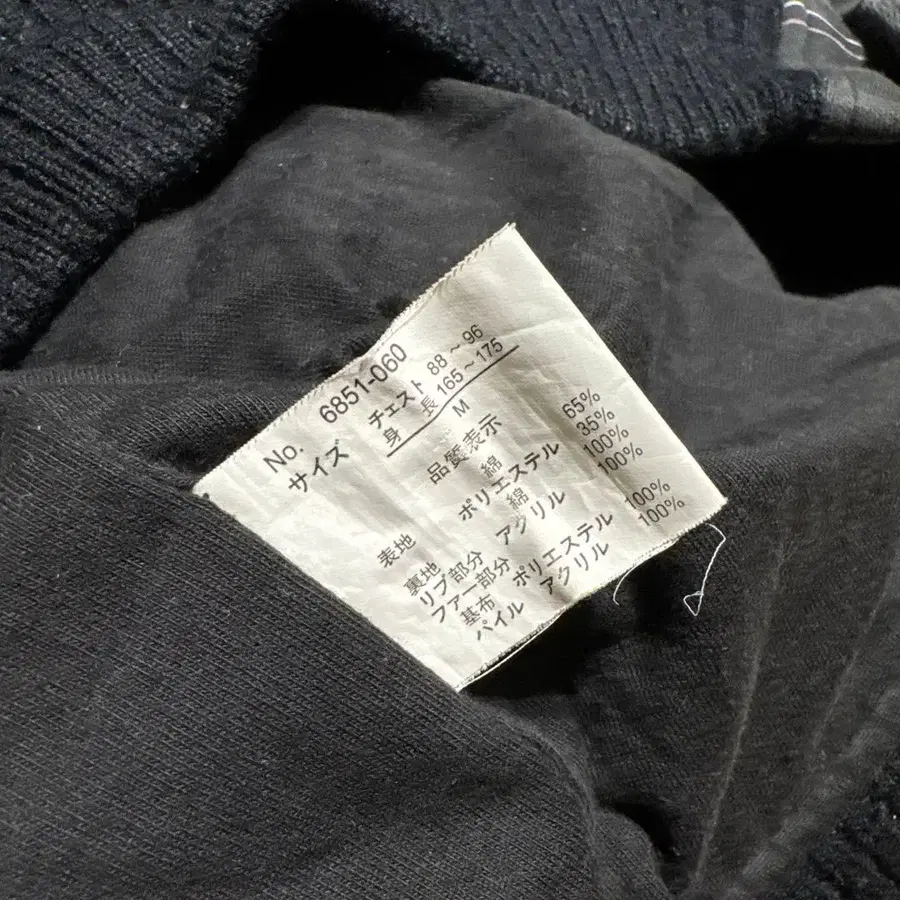 No. 6851-060
サイズ チェスト 88～96
身 長 165～175
M
品質表示
表地 綿 65%
ポリエステル 35%
裏地 綿 100%
リブ部分 アクリル 100%
ファー部分
基布 ポリエステル 100%
パイル アクリル 100%